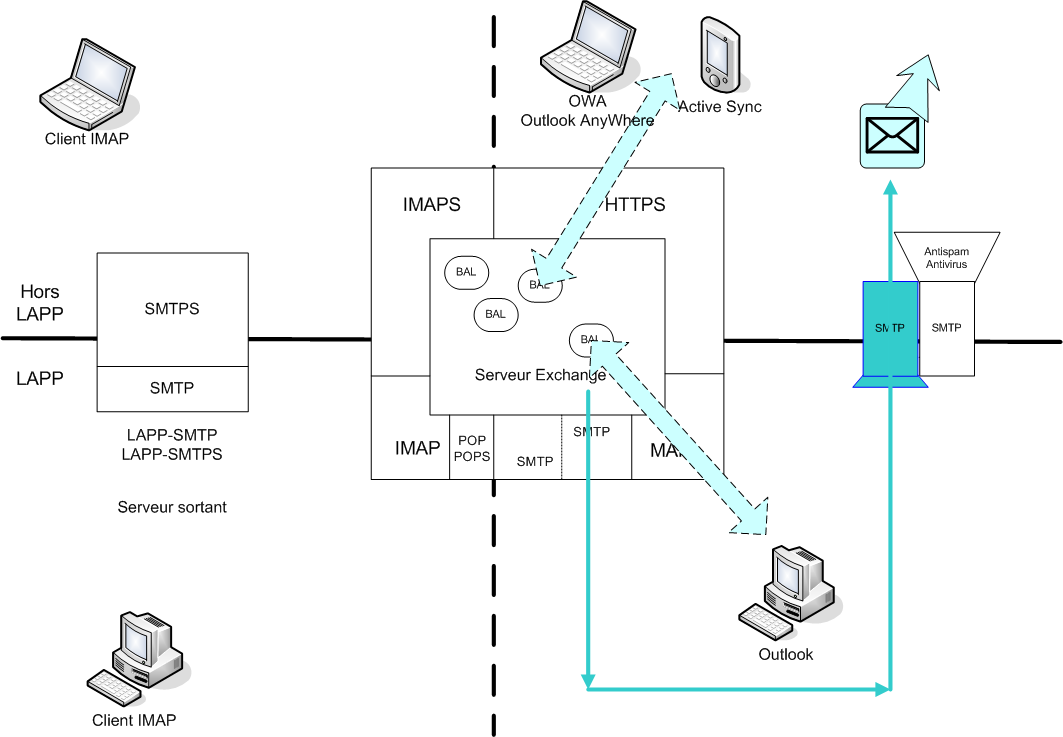 OWA
Outlook AnyWhere
Active Sync
Client IMAP
IMAPS
HTTPS
Antispam
Antivirus
BAL
BAL
BAL
BAL
Hors
LAPP
SMTPS
SMTP
SMTP
LAPP
SMTP
Serveur Exchange
LAPP-SMTP
LAPP-SMTPS
IMAP
POP
POPS
SMTP
SMTP
Serveur sortant
Outlook
Client IMAP